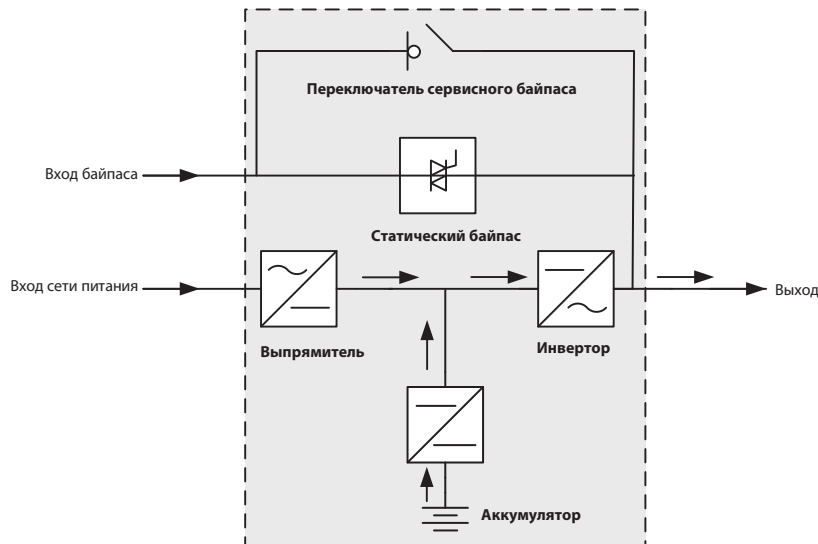 Переключатель сервисного байпаса
Вход байпаса
Статический байпас
Вход сети питания
Выход
Выпрямитель
Инвертор
Аккумулятор